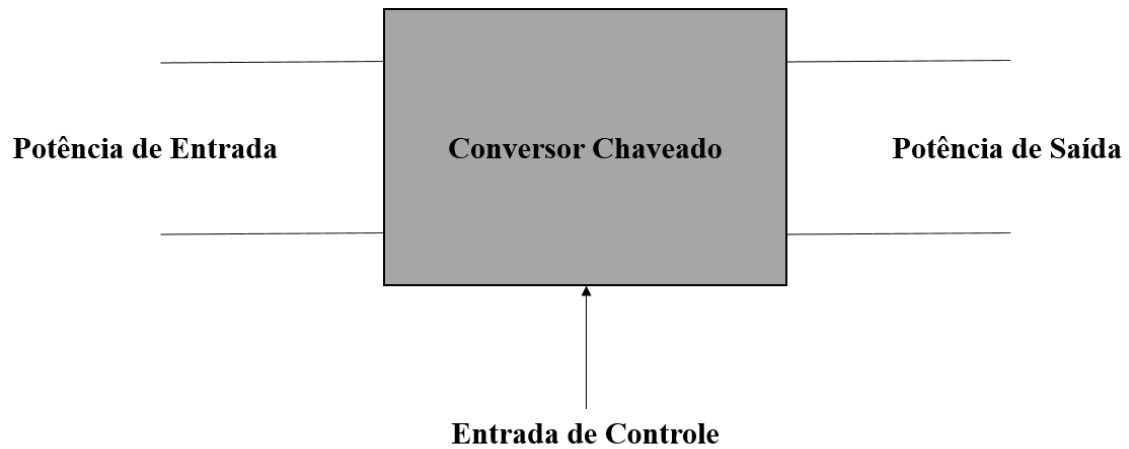 Potência de Entrada
Conversor Chaveado
Potência de Saída
Entrada de Controle